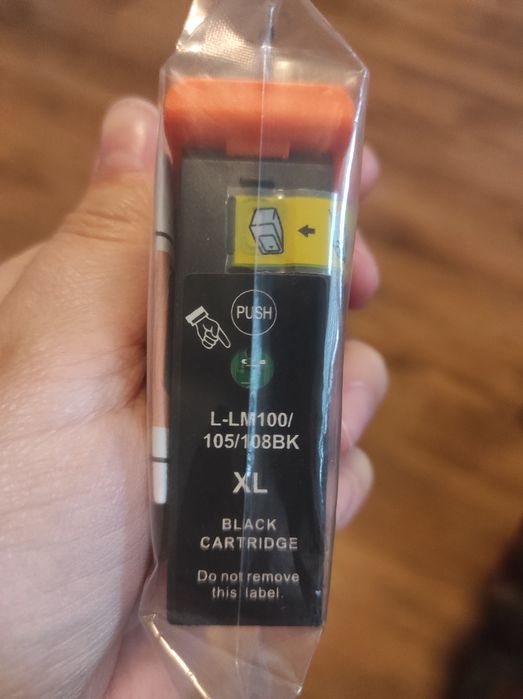 PUSH
L-LM100/
105/108BK
XL
BLACK
CARTRIDGE
Do not remove
this label.